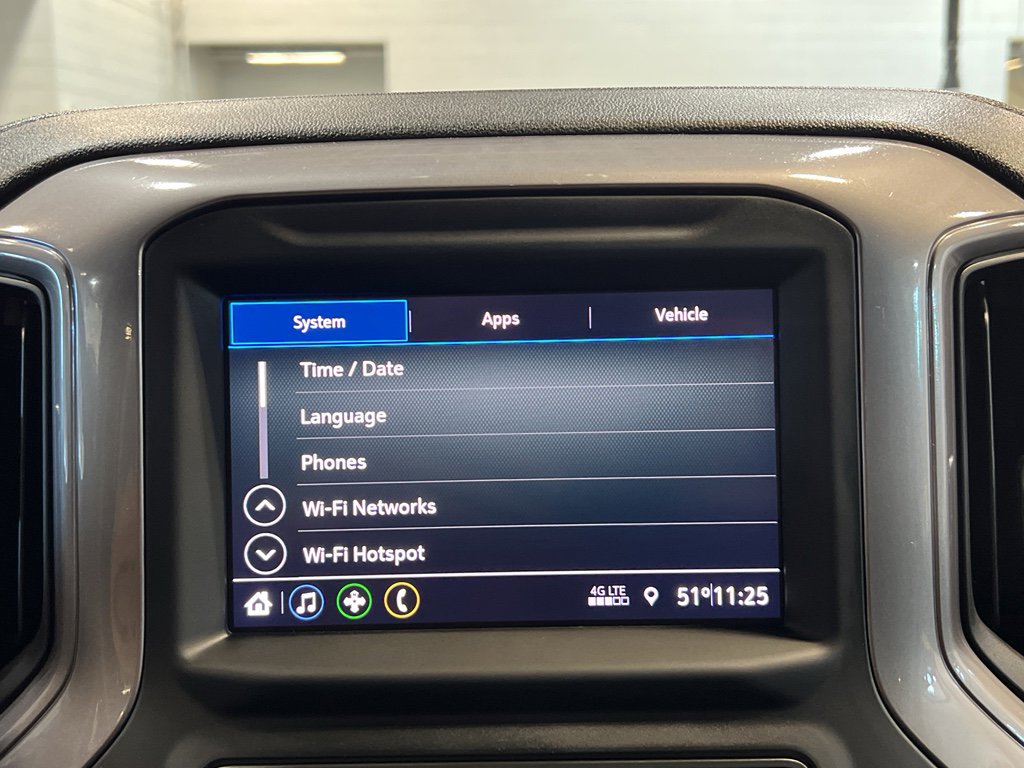 System Apps Vehicle
Time / Date
Language
Phones
Wi-Fi Networks
Wi-Fi Hotspot
4G LTE 51° 11:25